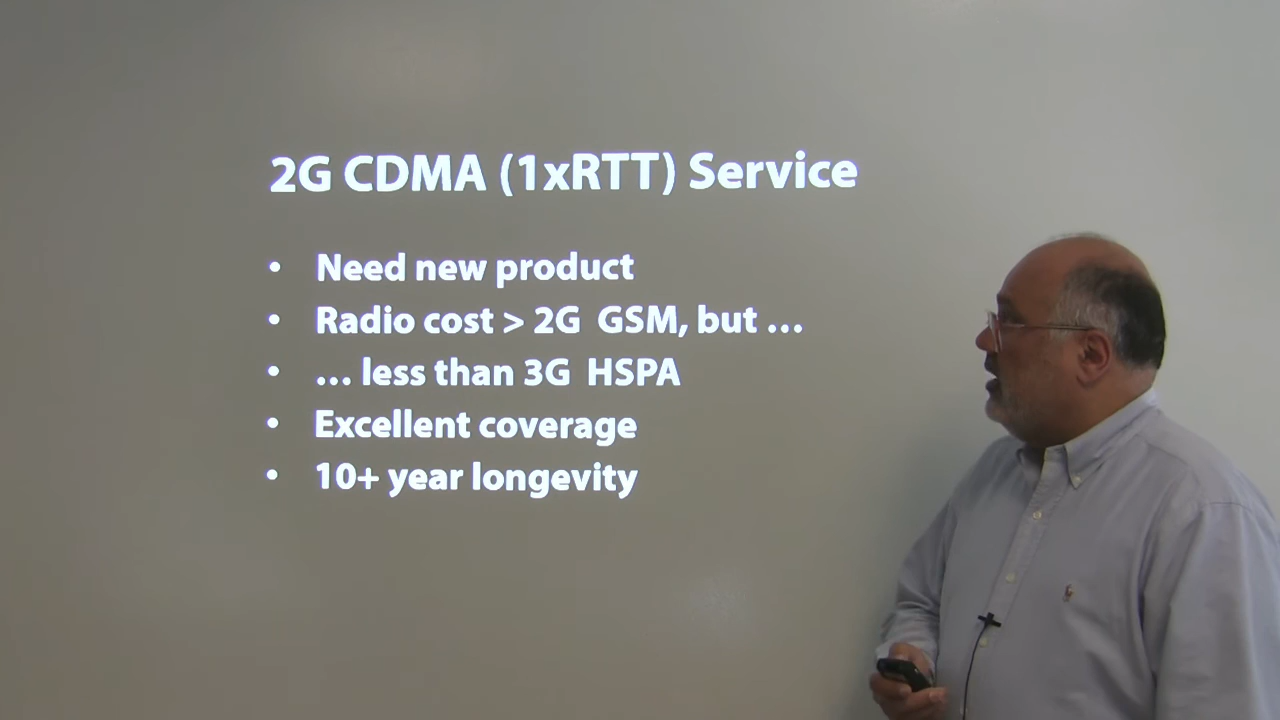 2G CDMA (1xRTT) Service
• Need new product
• Radio cost > 2G GSM, but …
• … less than 3G HSPA
• Excellent coverage
• 10+ year longevity